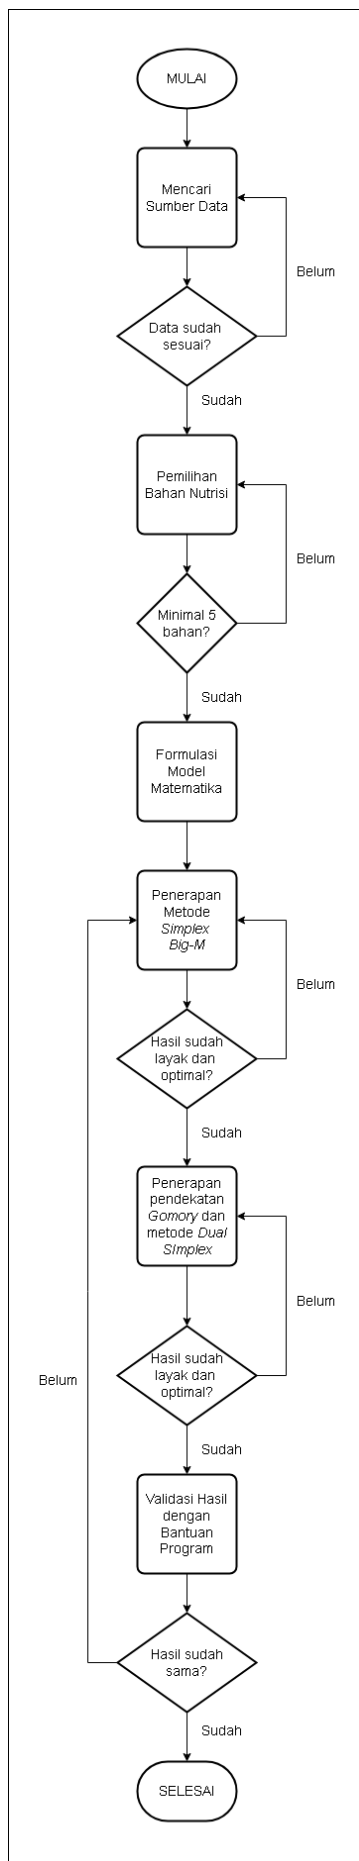 MULAI
Mencari
Sumber Data
Belum
Data sudah
sesuai?
Sudah
Pemilihan
Bahan Nutrisi
Belum
Minimal 5
bahan?
Sudah
Formulasi
Model
Matematika
Penerapan
Metode
Simplex
Big-M
Belum
Hasil sudah
layak dan
optimal?
Sudah
Penerapan
pendekatan
Gomory dan
metode Dual
SImplex
Belum
Hasil sudah
layak dan
optimal?
Belum
Sudah
Validasi Hasil
dengan
Bantuan
Program
Hasil sudah
sama?
Sudah
SELESAI